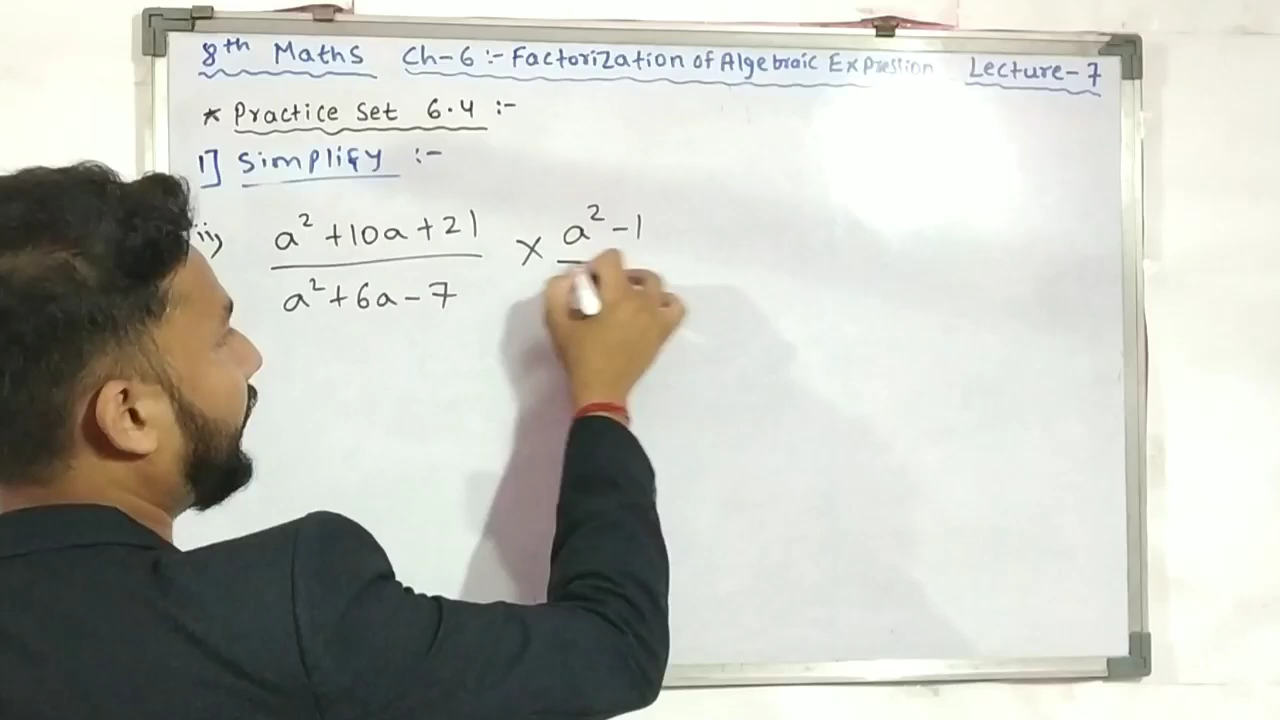 8th Maths Ch-6 :- Factorization of Algebraic Expression Lecture-7
* Practice Set 6.4 :-
1] Simplify :-
ii) a² +10a+21 / a²+6a-7 × a² -1